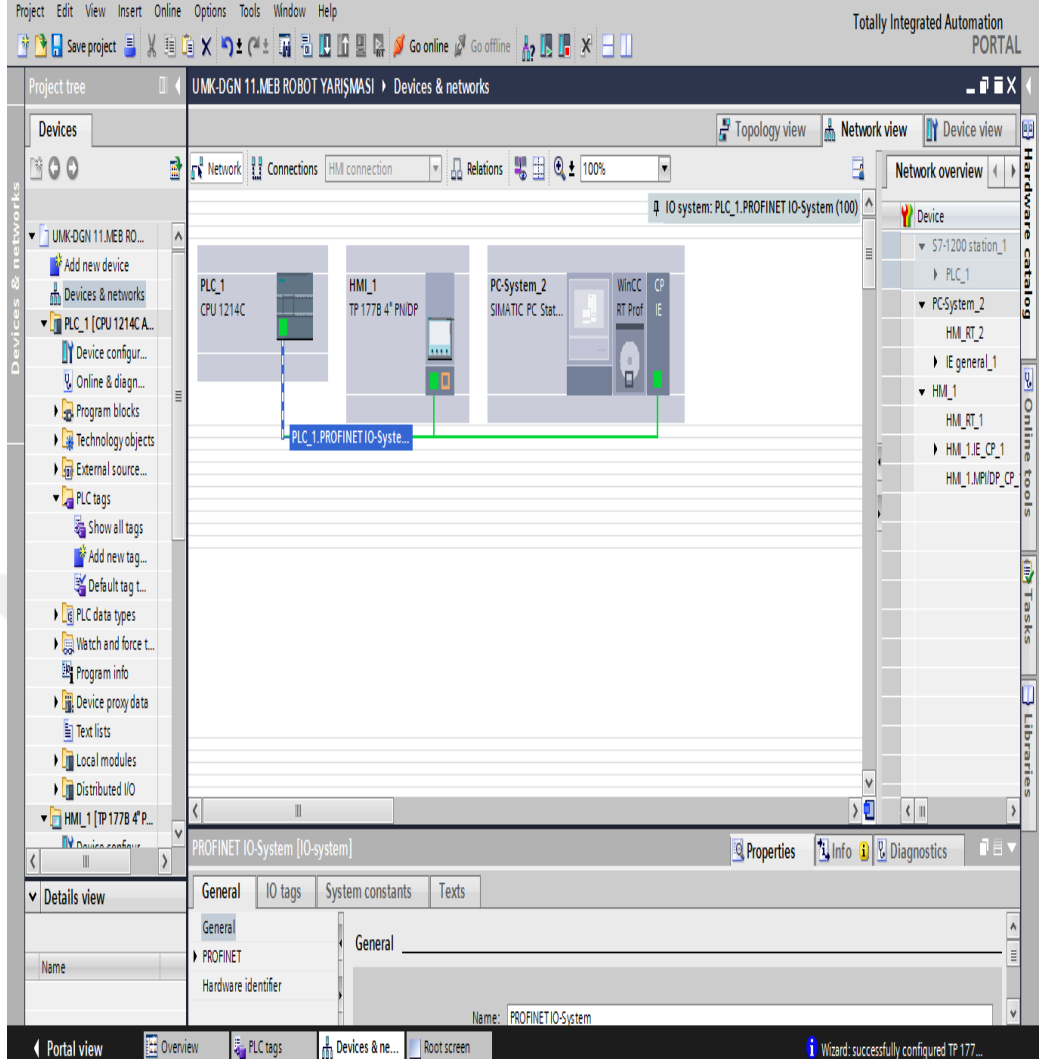 Project Edit View Insert Online Options Tools Window Help
Totally Integrated Automation
PORTAL
Save project
Go online
Go offline
Project tree
UMK-DGN 11.MEB ROBOT YARIŞMASI
Devices & networks
Devices
Topology view
Network view
Device view
Network
Connections
HMI connection
Relations
100%
Network overview
IO system: PLC_1.PROFINET IO-System (100)
Device
UMK-DGN 11.MEB RO...
Add new device
Devices & networks
PLC_1 [CPU 1214C A...
Device configur...
Online & diagn...
Program blocks
Technology objects
External source...
PLC tags
Show all tags
Add new tag...
Default tag t...
PLC data types
Watch and force t...
Program info
Device proxy data
Text lists
Local modules
Distributed I/O
HMI_1 [TP 177B 4" P...
Device configur...
PLC_1
CPU 1214C
HMI_1
TP 177B 4" PN/DP
PC-System_2
SIMATIC PC Stat...
WinCC
RT Prof
CP
IE
PLC_1.PROFINET IO-Syste...
S7-1200 station_1
PLC_1
PC-System_2
HMI_RT_2
IE general_1
HMI_1
HMI_RT_1
HMI_1.IE_CP_1
HMI_1.MPI/DP_CP_
Devices & networks
Hardware catalog
Online tools
Tasks
Libraries
PROFINET IO-System [IO-system]
Properties
Info
Diagnostics
General
IO tags
System constants
Texts
General
PROFINET
Hardware identifier
General
Name: PROFINET IO-System
Details view
Name
Portal view
Overview
PLC tags
Devices & ne...
Root screen
Wizard: successfully configured TP 177...